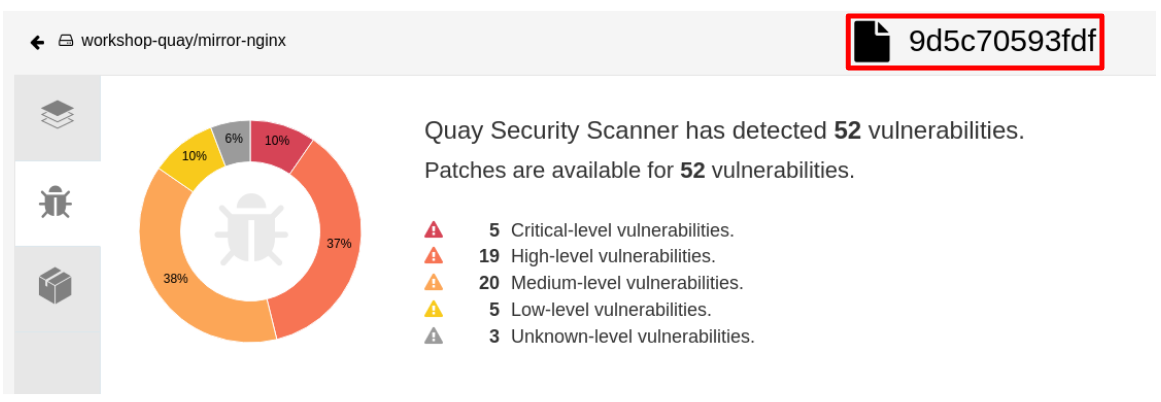 workshop-quay/mirror-nginx
9d5c70593fdf
Quay Security Scanner has detected 52 vulnerabilities.
Patches are available for 52 vulnerabilities.
6%
10%
10%
37%
38%
5 Critical-level vulnerabilities.
19 High-level vulnerabilities.
20 Medium-level vulnerabilities.
5 Low-level vulnerabilities.
3 Unknown-level vulnerabilities.